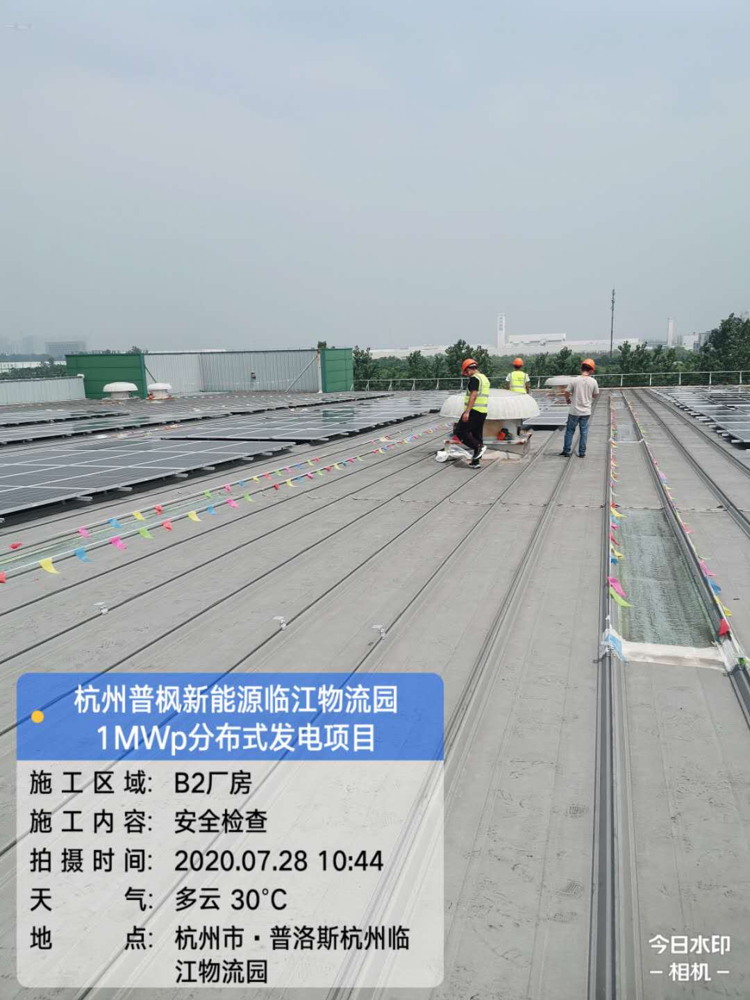 杭州普枫新能源临江物流园
1MWp分布式发电项目
施工区域: B2厂房
施工内容: 安全检查
拍摄时间: 2020.07.28 10:44
天气: 多云 30°C
地点: 杭州市·普洛斯杭州临
江物流园
今日水印
-相机-